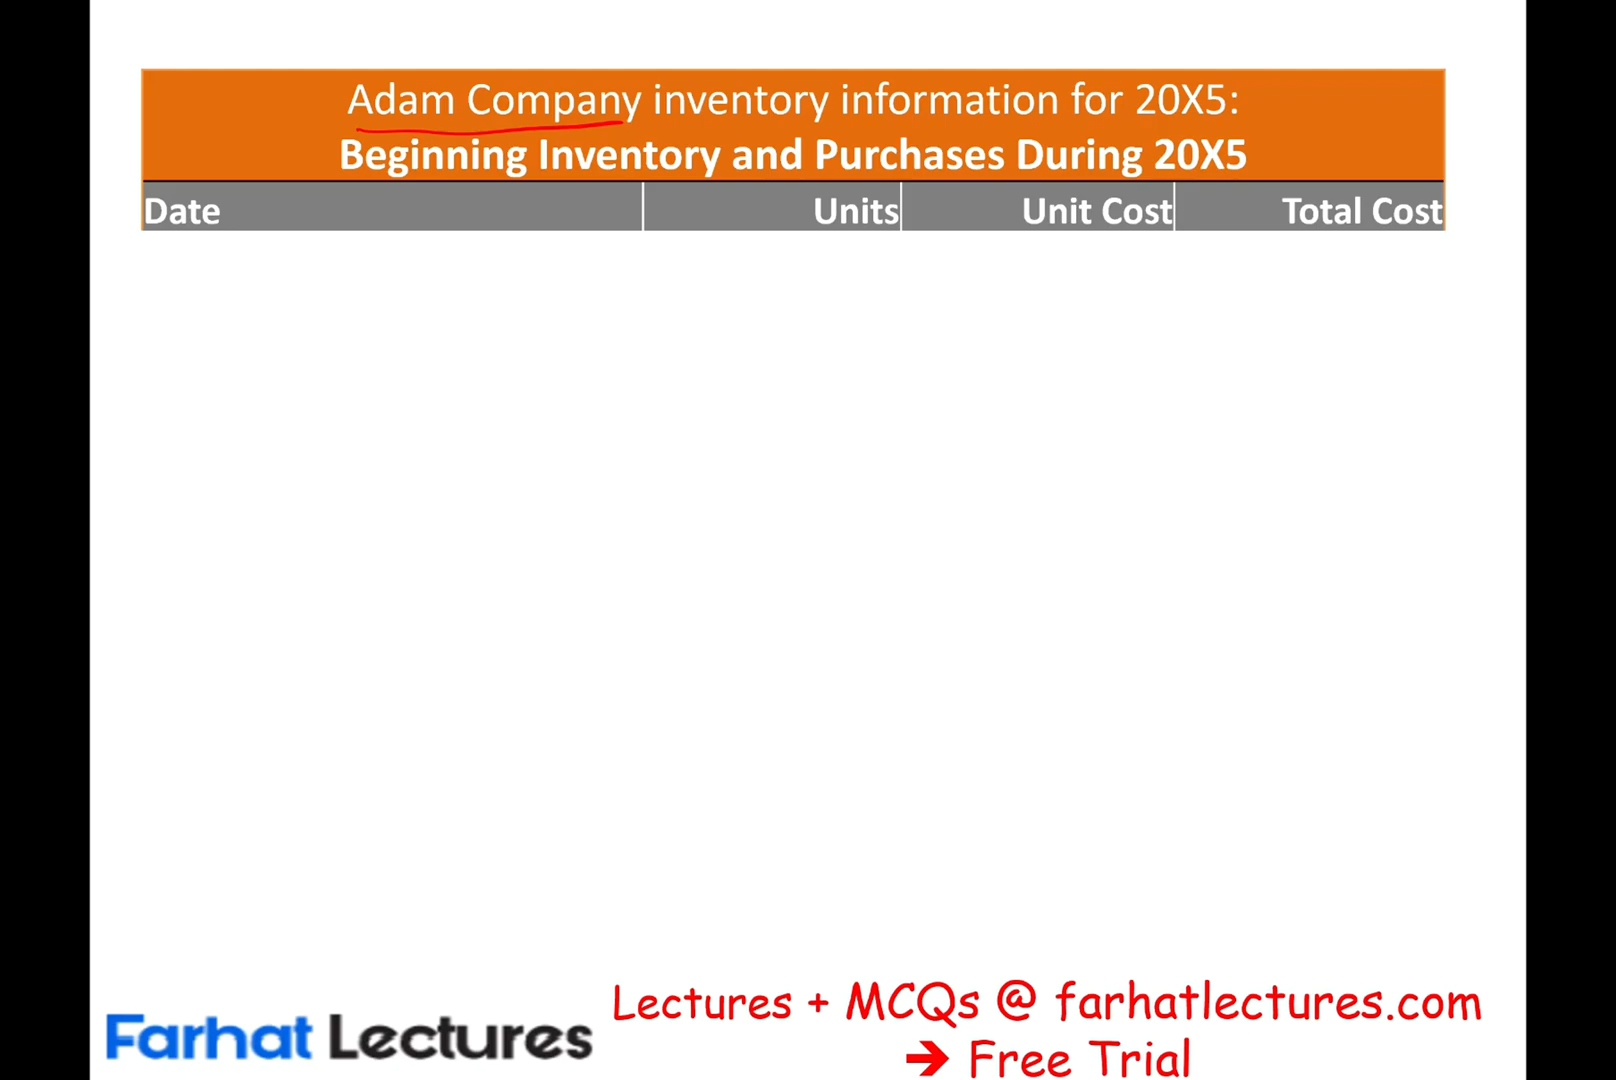 Adam Company inventory information for 20X5:
Beginning Inventory and Purchases During 20X5
Date Units Unit Cost Total Cost
Lectures + MCQs @ farhatlectures.com
➔ Free Trial
Farhat Lectures